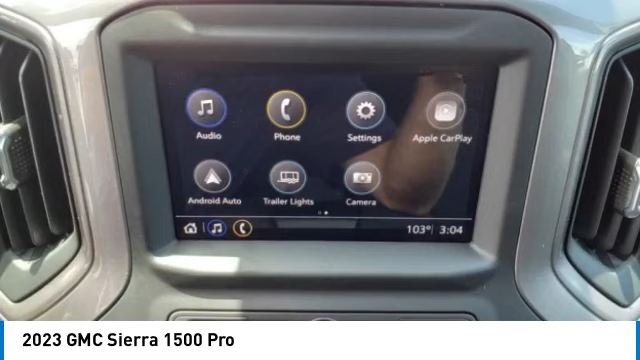 Audio Phone Settings Apple CarPlay
Android Auto Trailer Lights Camera
103° 3:04
2023 GMC Sierra 1500 Pro